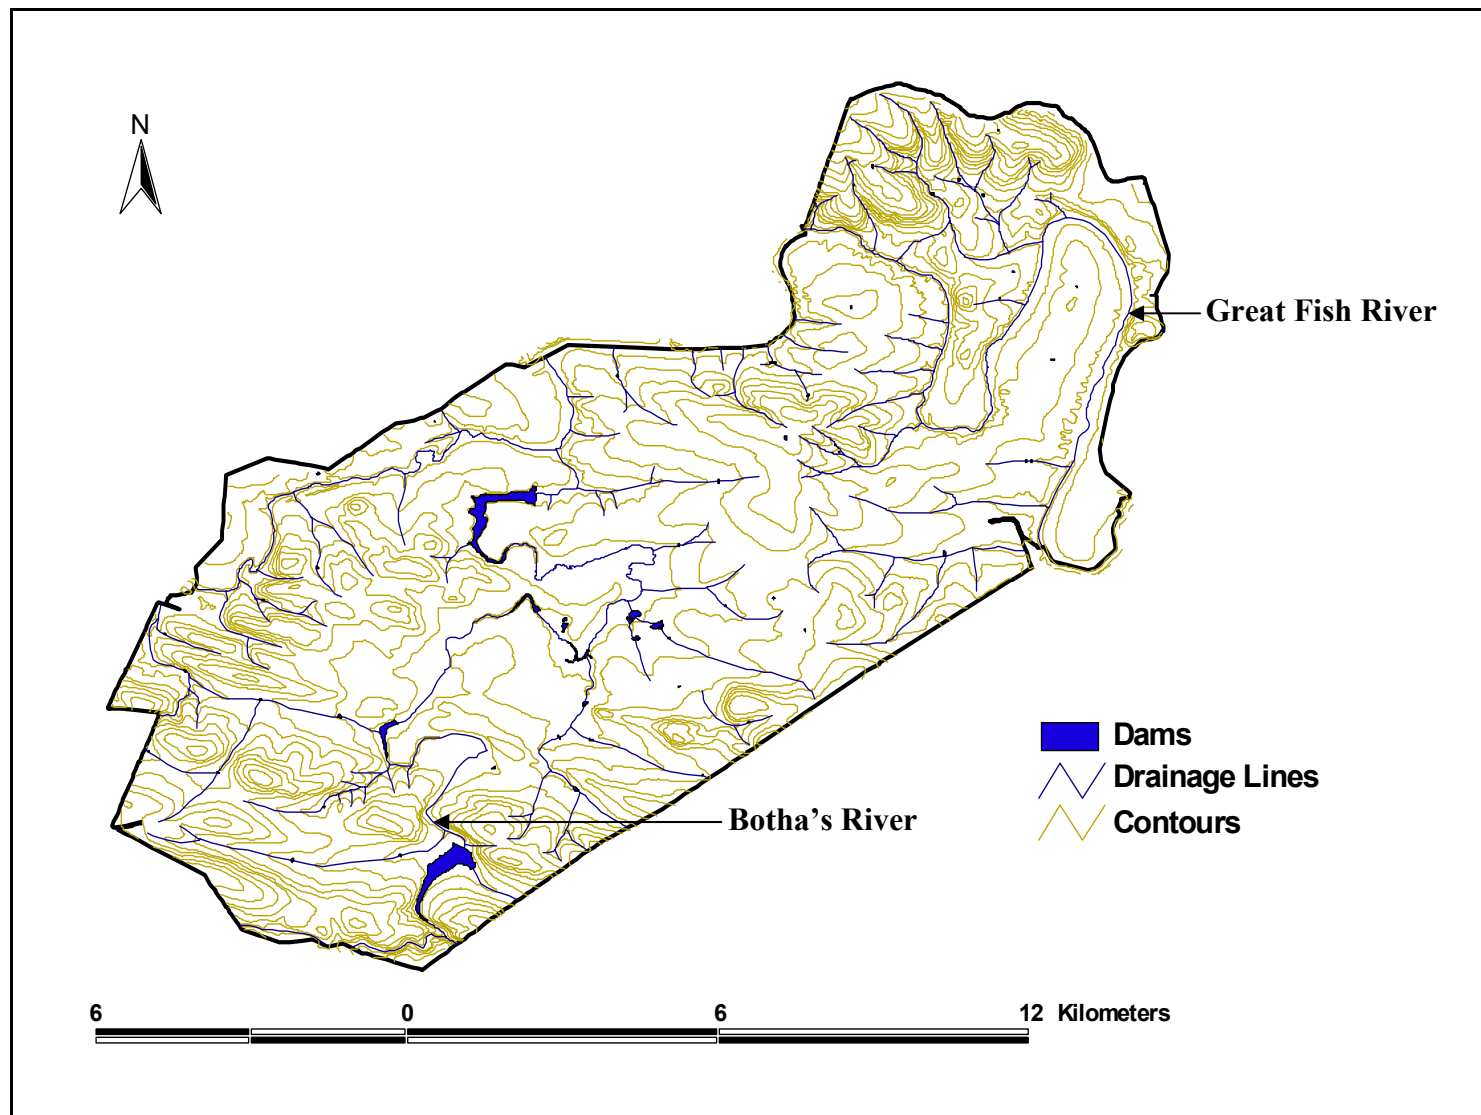 N
Great Fish River
Dams
Drainage Lines
Botha's River
Contours
6 0 6 12 Kilometers